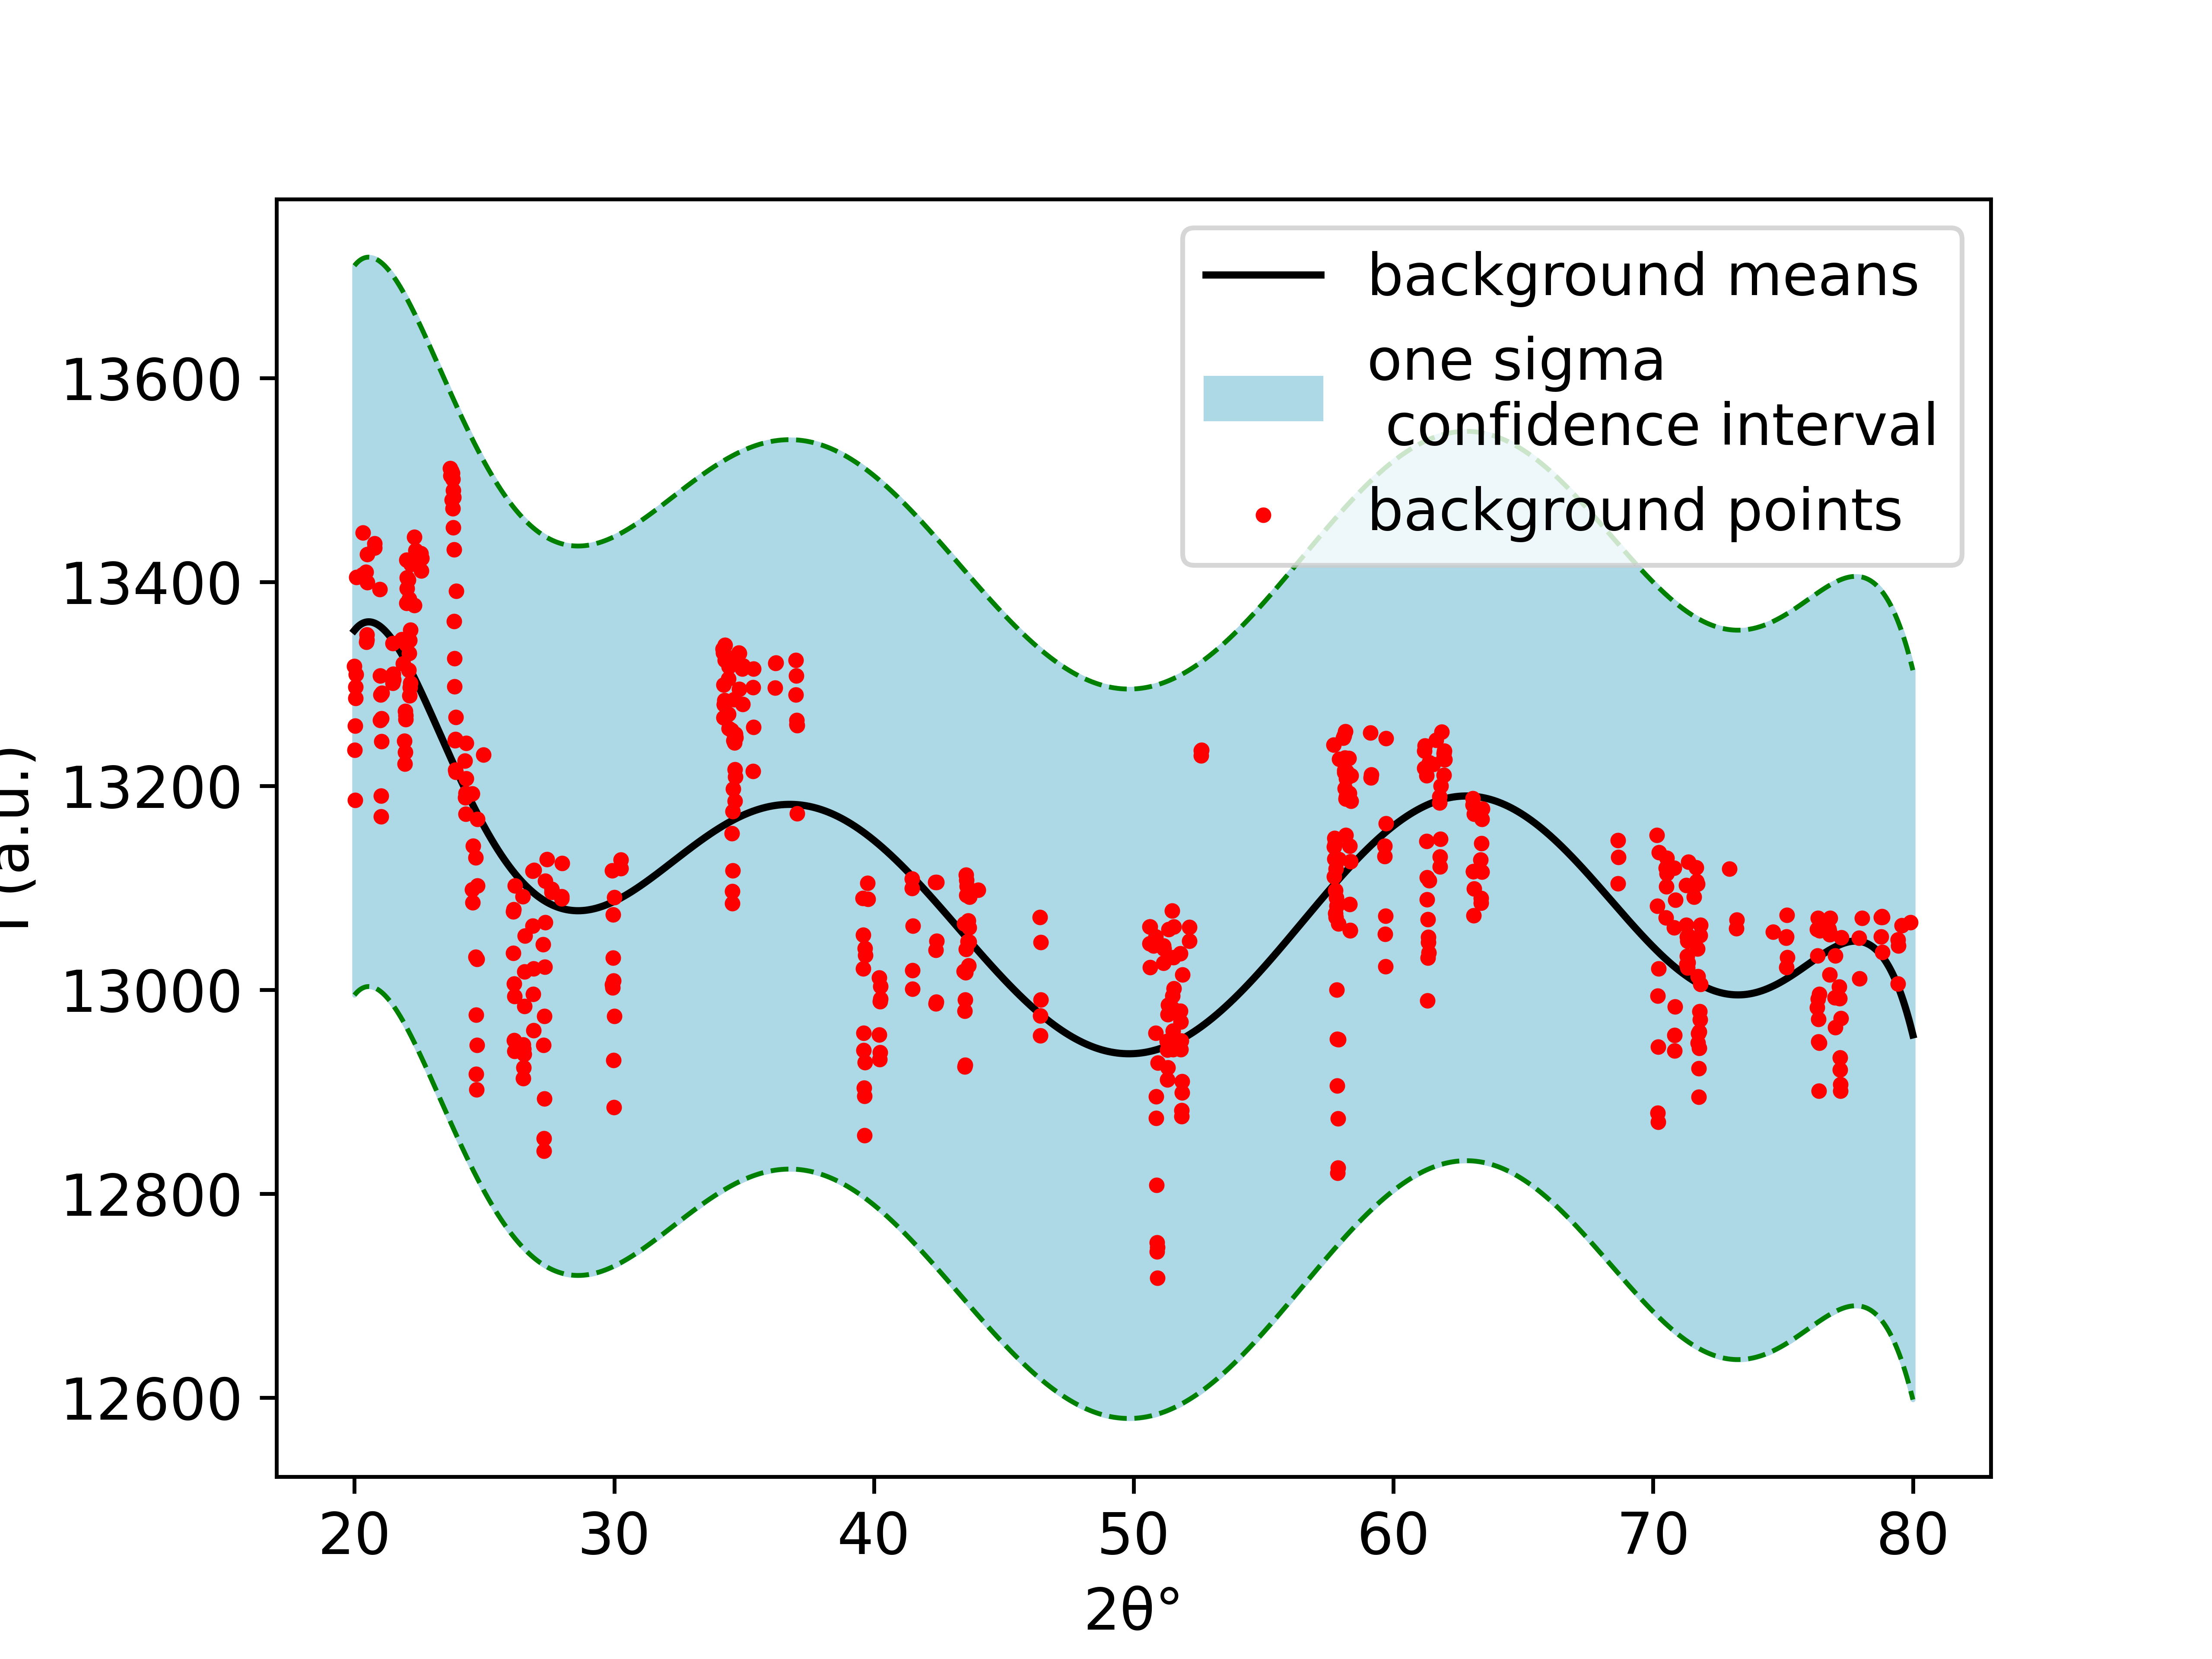 background means
one sigma
confidence interval
background points
13600
13400
13200
13000
12800
12600
(a.u.)
20 30 40 50 60 70 80
2θ°